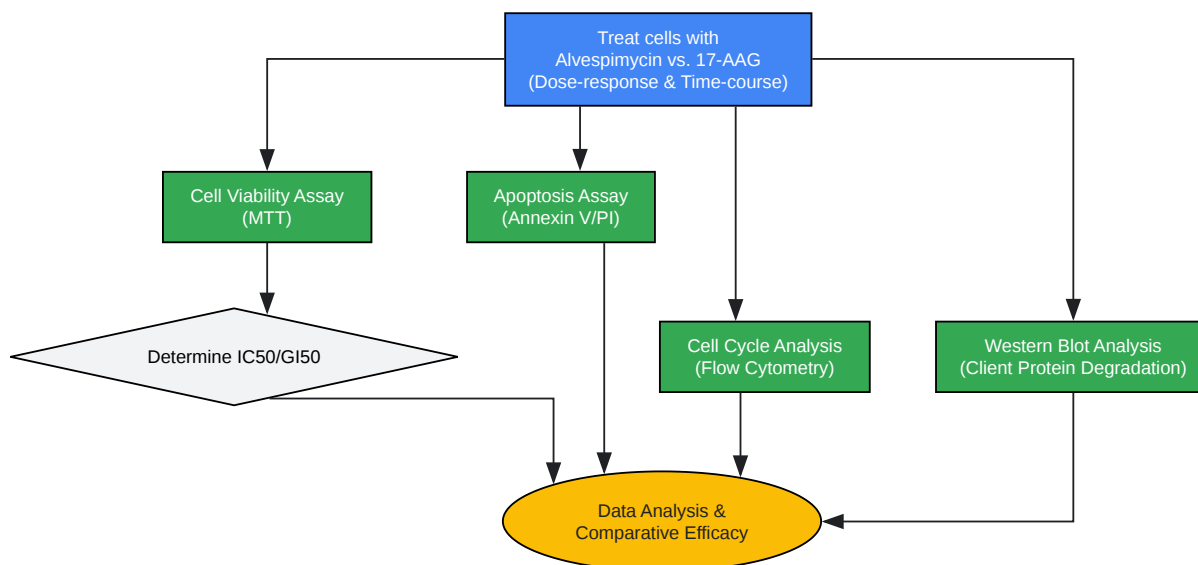 Treat cells with
Alvespimycin vs. 17-AAG
(Dose-response & Time-course)
Cell Viability Assay
(MTT)
Apoptosis Assay
(Annexin V/PI)
Determine IC50/GI50
Cell Cycle Analysis
(Flow Cytometry)
Western Blot Analysis
(Client Protein Degradation)
Data Analysis &
Comparative Efficacy